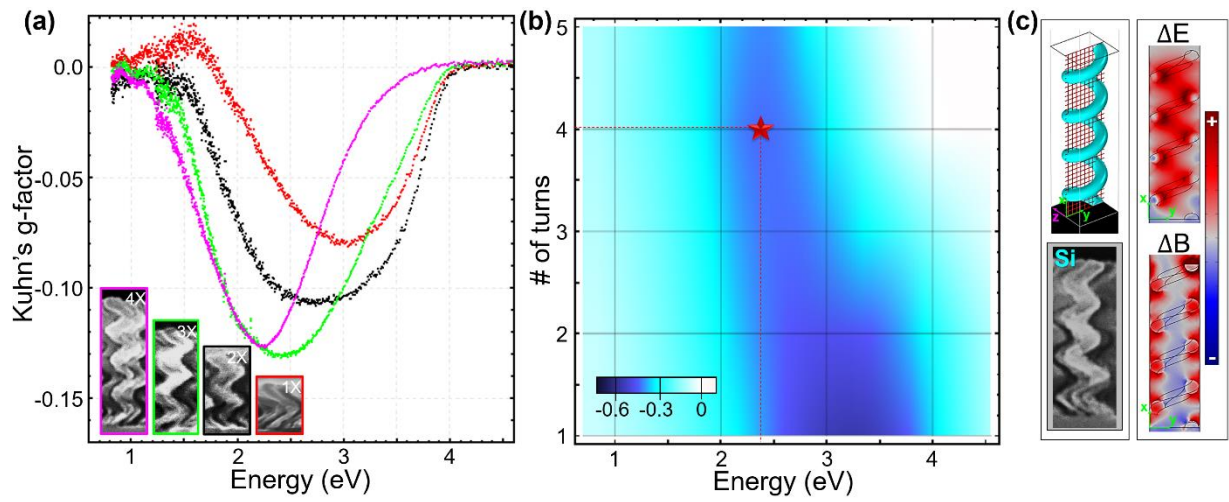 (a)
0.0
-0.05
-0.10
-0.15
Kuhn's g-factor
4X
3X
2X
1X
1 2 3 4
Energy (eV)
(b)
5
4
3
2
1
# of turns
-0.6 -0.3 0
1 2 3 4
Energy (eV)
(c)
x
z y
Si
ΔE
x
y
ΔB
x
y
+
-